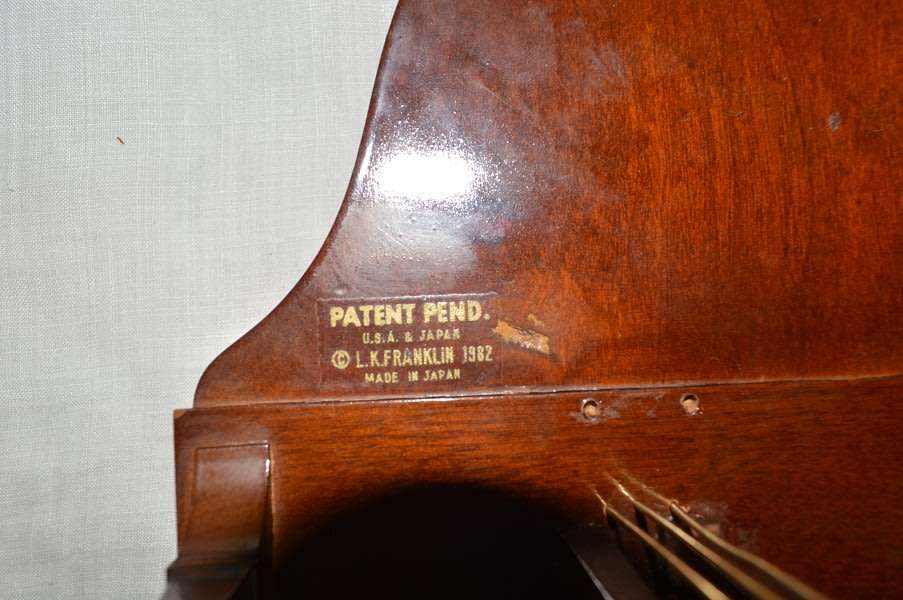 PATENT PEND.
U.S.A. & JAPAN
© L.K.FRANKLIN 1982
MADE IN JAPAN